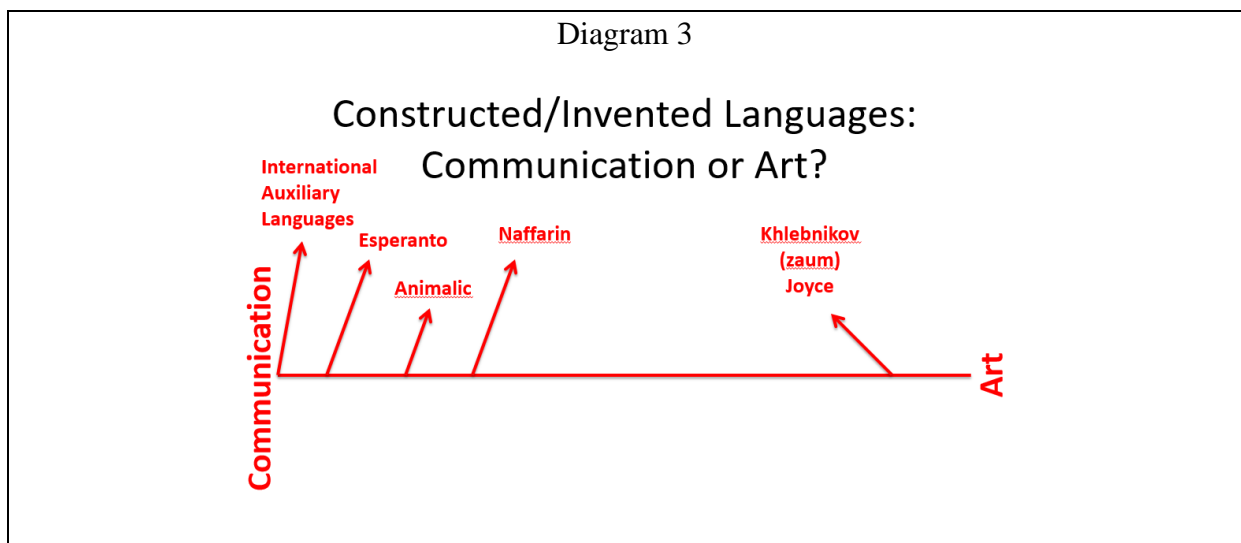 Diagram 3
Constructed/Invented Languages:
Communication or Art?
International
Auxiliary
Languages
Esperanto
Animalic
Naffarin
Khlebnikov
(zaum)
Joyce
Communication
Art